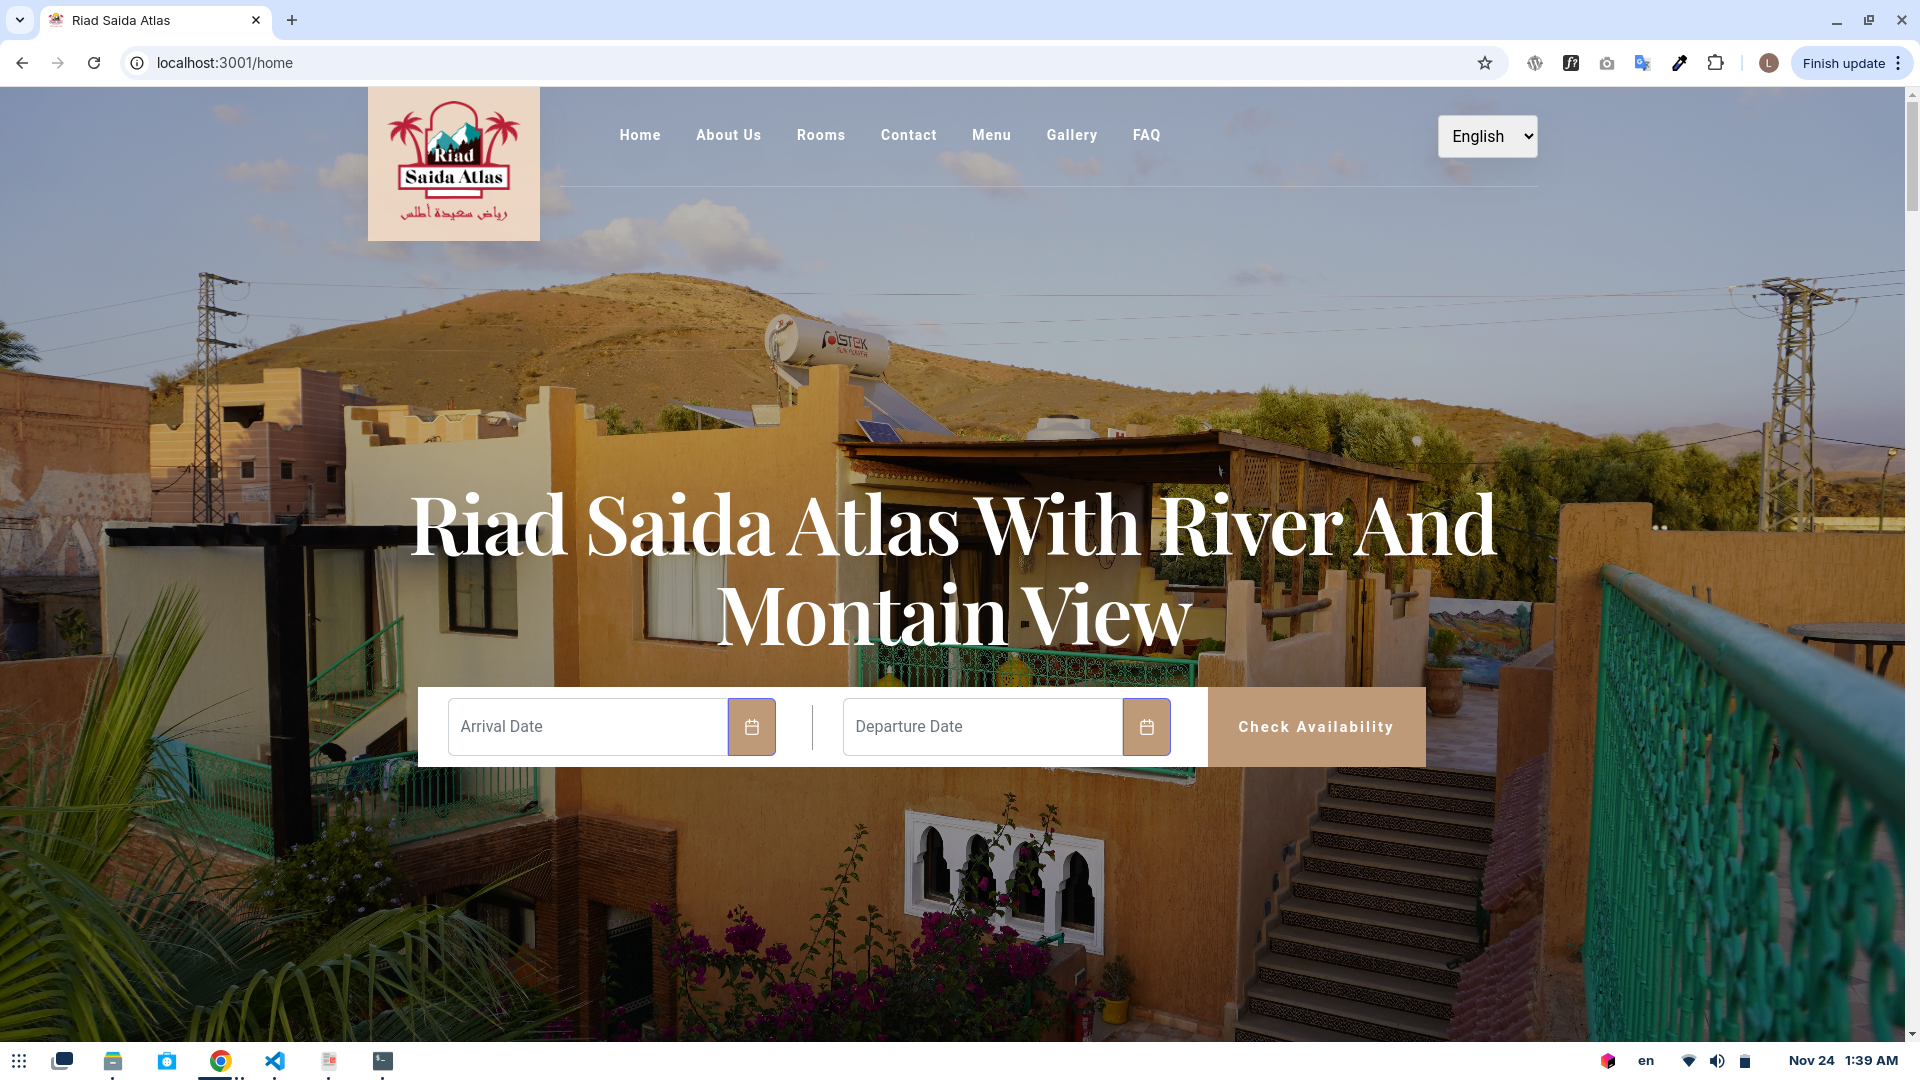 Riad Saida Atlas
localhost:3001/home
Finish update
L
Riad
Saida Atlas
رياض سعيدة أطلس
Home
About Us
Rooms
Contact
Menu
Gallery
FAQ
English
Riad Saida Atlas With River And
Montain View
Arrival Date
Departure Date
Check Availability
en
Nov 24 1:39 AM